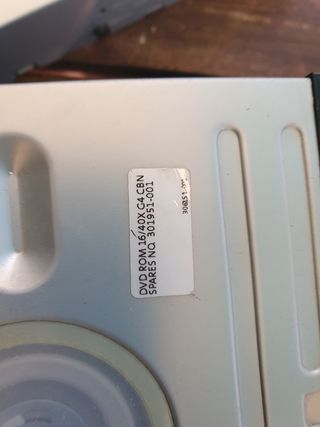 DVD ROM 16/40X G4 CBN
SPARES NO. 301951-001